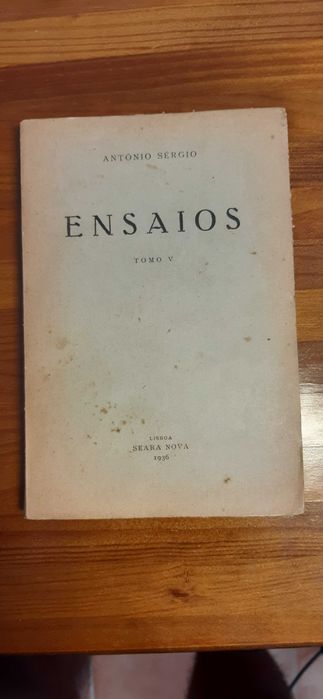 ANTÓNIO SÉRGIO
ENSAIOS
TOMO V
LISBOA
SEARA NOVA
1936